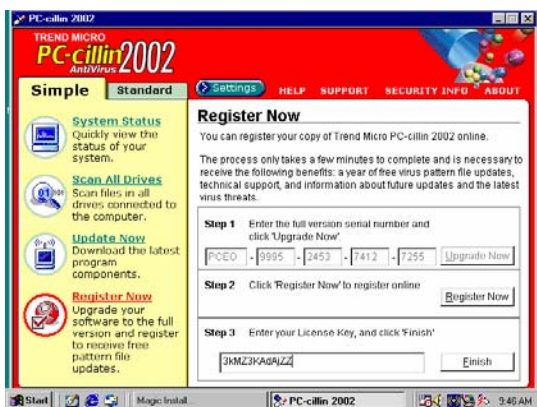 PC-cillin 2002
TREND MICRO
PC-cillin 2002
AntiVirus
Simple
Standard
Settings
HELP SUPPORT SECURITY INFO ABOUT
System Status
Quickly view the
status of your
system.
Scan All Drives
Scan files in all
drives connected to
the computer.
Update Now
Download the latest
program
components.
Register Now
Upgrade your
software to the full
version and register
to receive free
pattern file
updates.
Register Now
You can register your copy of Trend Micro PC-cillin 2002 online.
The process only takes a few minutes to complete and is necessary to
receive the following benefits: a year of free virus pattern file updates,
technical support, and information about future updates and the latest
virus threats.
Step 1 Enter the full version serial number and
click 'Upgrade Now'.
PCEO - 9995 - 2453 - 7412 - 7255 Upgrade Now
Step 2 Click 'Register Now' to register online
Register Now
Step 3 Enter your License Key, and click 'Finish'
3kMZ3KAdAjZZ Finish
Start Magic Install... PC-cillin 2002 9:46 AM